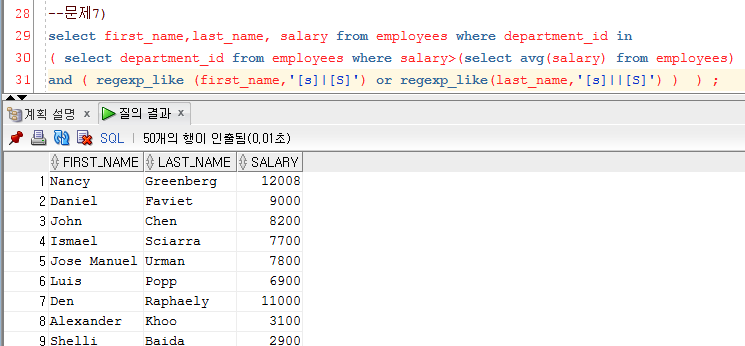 28 --문제7)
29 select first_name,last_name, salary from employees where department_id in
30 ( select department_id from employees where salary>(select avg(salary) from employees)
31 and ( regexp_like (first_name,'[s]|[S]') or regexp_like(last_name,'[s]||[S]') ) ) ;
계획 설명 x 질의 결과 x
SQL | 50개의 행이 인출됨(0,01초)
FIRST_NAME LAST_NAME SALARY
1 Nancy Greenberg 12008
2 Daniel Faviet 9000
3 John Chen 8200
4 Ismael Sciarra 7700
5 Jose Manuel Urman 7800
6 Luis Popp 6900
7 Den Raphaely 11000
8 Alexander Khoo 3100
9 Shelli Baida 2900